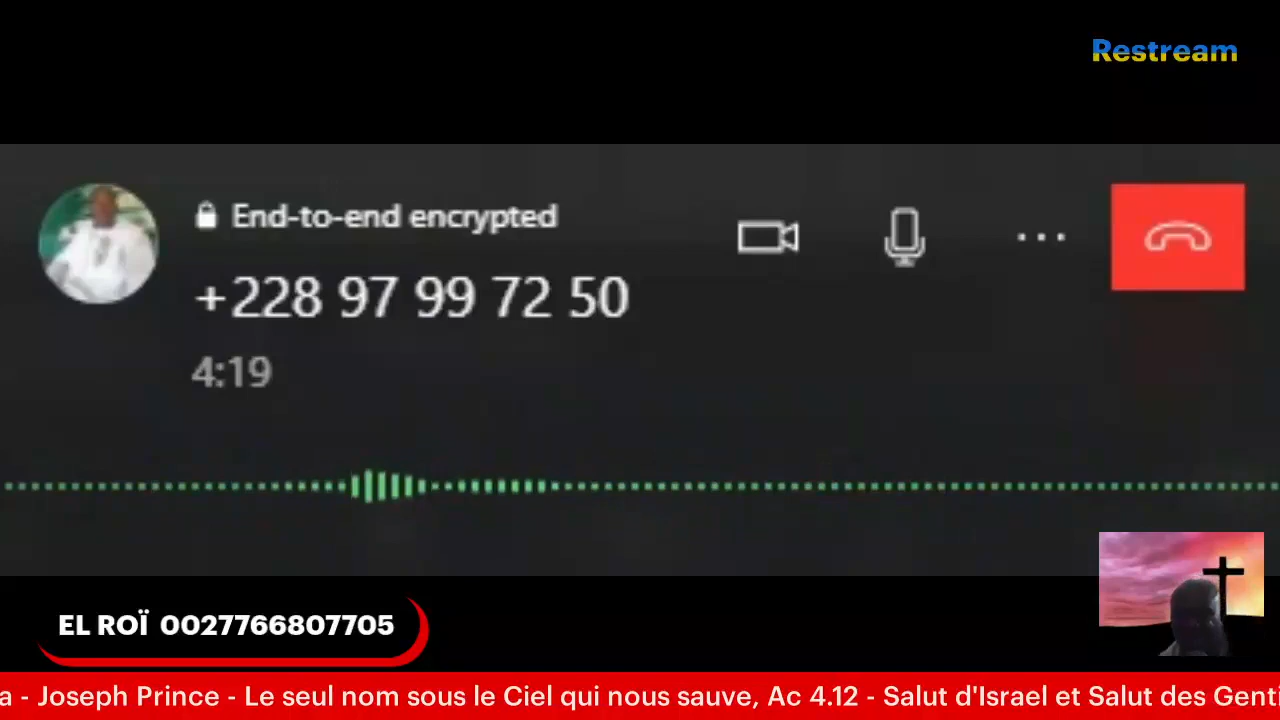 Restream
End-to-end encrypted
+228 97 99 72 50
4:19
EL ROÏ 0027766807705
a - Joseph Prince - Le seul nom sous le Ciel qui nous sauve, Ac 4.12 - Salut d'Israel et Salut des Genti